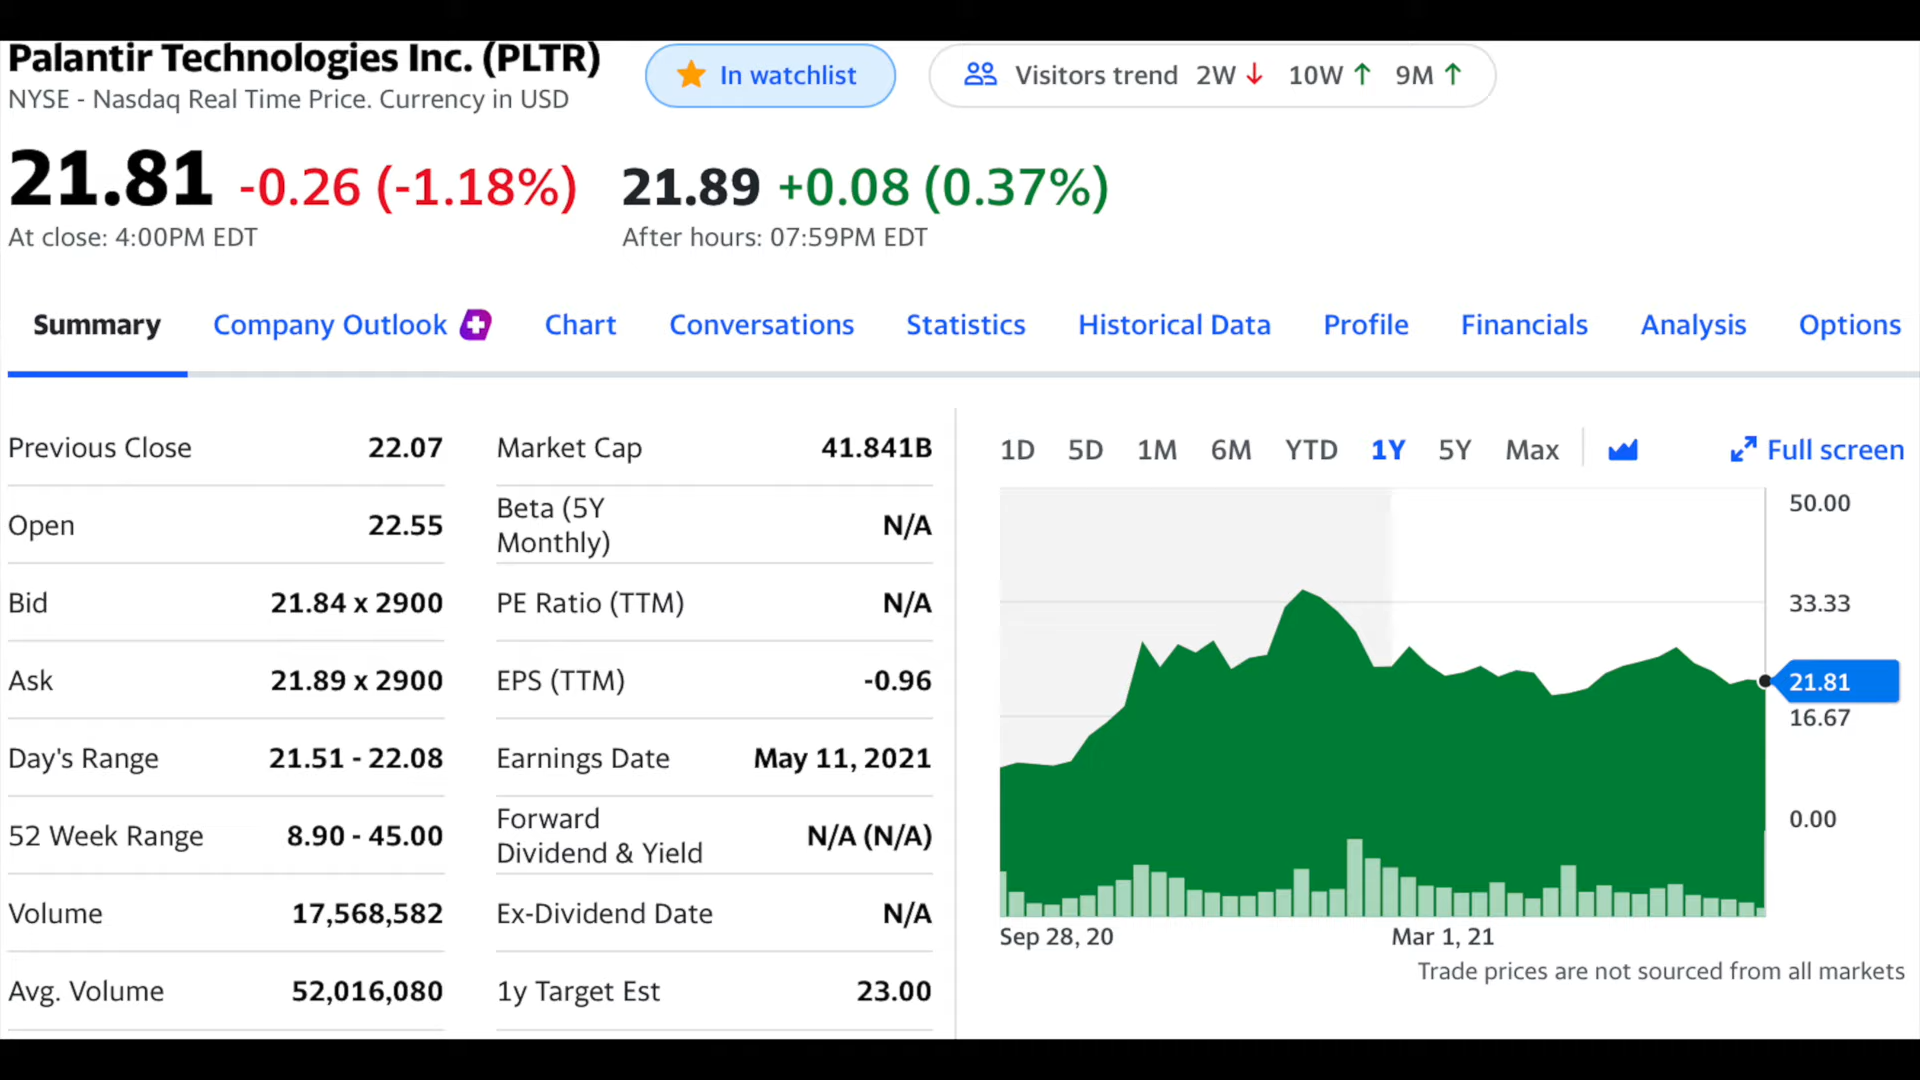 Palantir Technologies Inc. (PLTR)
NYSE - Nasdaq Real Time Price. Currency in USD
In watchlist
Visitors trend 2W ↓ 10W ↑ 9M ↑
21.81 -0.26 (-1.18%)
At close: 4:00PM EDT
21.89 +0.08 (0.37%)
After hours: 07:59PM EDT
Summary Company Outlook Chart Conversations Statistics Historical Data Profile Financials Analysis Options
Previous Close 22.07
Open 22.55
Bid 21.84 x 2900
Ask 21.89 x 2900
Day's Range 21.51 - 22.08
52 Week Range 8.90 - 45.00
Volume 17,568,582
Avg. Volume 52,016,080
Market Cap 41.841B
Beta (5Y
Monthly) N/A
PE Ratio (TTM) N/A
EPS (TTM) -0.96
Earnings Date May 11, 2021
Forward
Dividend & Yield N/A (N/A)
Ex-Dividend Date N/A
1y Target Est 23.00
1D 5D 1M 6M YTD 1Y 5Y Max Full screen
50.00
33.33
21.81
16.67
0.00
Sep 28, 20 Mar 1, 21
Trade prices are not sourced from all markets